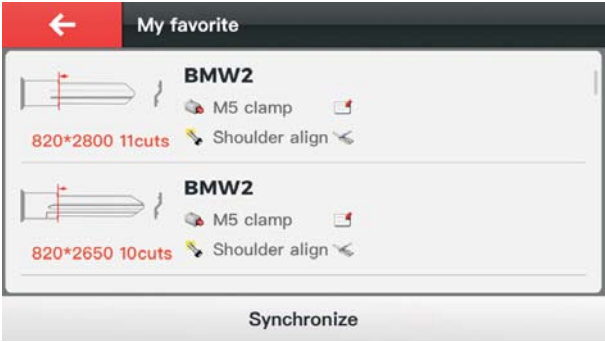 My favorite
BMW2
M5 clamp
820*2800 11cuts
Shoulder align
BMW2
M5 clamp
820*2650 10cuts
Shoulder align
Synchronize